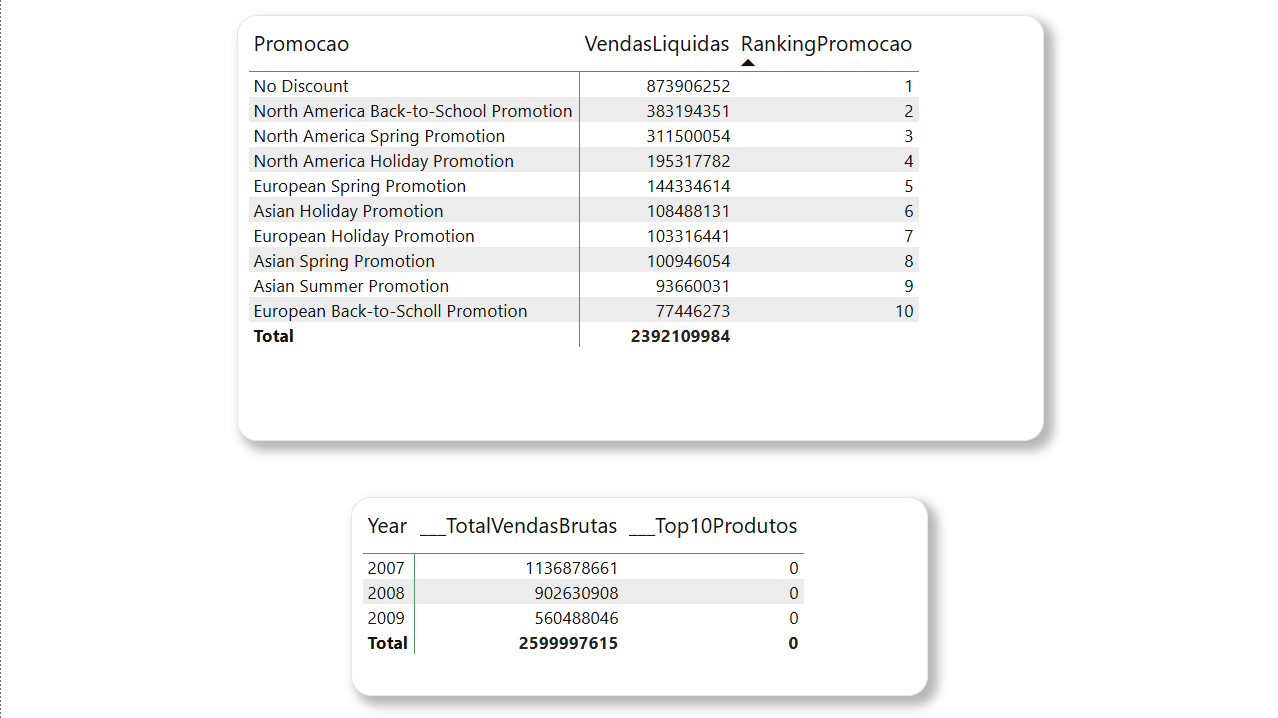 Promocao VendasLiquidas RankingPromocao
No Discount 873906252 1
North America Back-to-School Promotion 383194351 2
North America Spring Promotion 311500054 3
North America Holiday Promotion 195317782 4
European Spring Promotion 144334614 5
Asian Holiday Promotion 108488131 6
European Holiday Promotion 103316441 7
Asian Spring Promotion 100946054 8
Asian Summer Promotion 93660031 9
European Back-to-Scholl Promotion 77446273 10
Total 2392109984
Year ___TotalVendasBrutas ___Top10Produtos
2007 1136878661 0
2008 902630908 0
2009 560488046 0
Total 2599997615 0